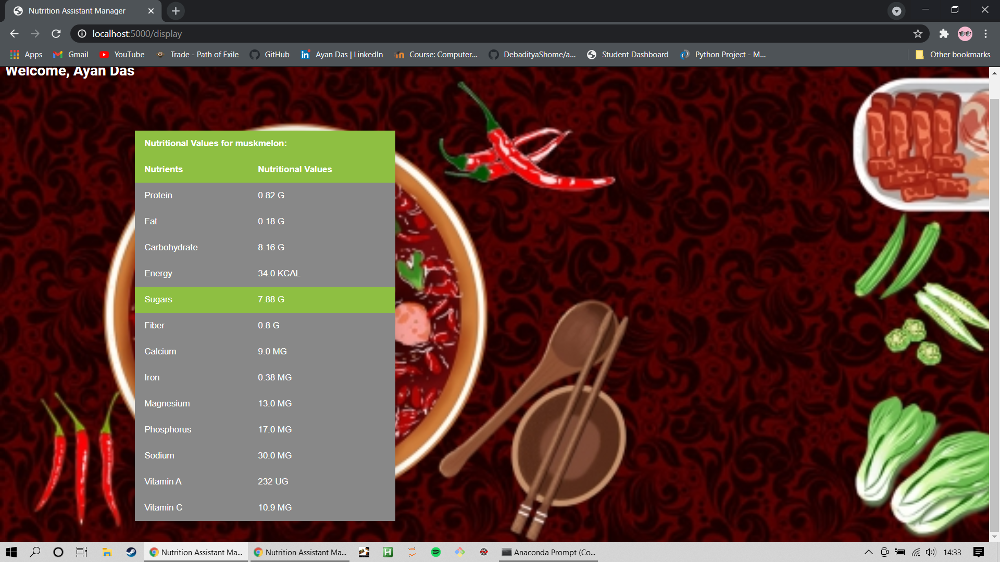 Nutrition Assistant Manager
localhost:5000/display
Apps Gmail YouTube Trade - Path of Exile GitHub Ayan Das | LinkedIn Course: Computer... DebadityaShome/a... Student Dashboard Python Project - M... Other bookmarks
Welcome, Ayan Das
Nutritional Values for muskmelon:
Nutrients Nutritional Values
Protein 0.82 G
Fat 0.18 G
Carbohydrate 8.16 G
Energy 34.0 KCAL
Sugars 7.88 G
Fiber 0.8 G
Calcium 9.0 MG
Iron 0.38 MG
Magnesium 13.0 MG
Phosphorus 17.0 MG
Sodium 30.0 MG
Vitamin A 232 UG
Vitamin C 10.9 MG
Nutrition Assistant Ma... Nutrition Assistant Ma... Anaconda Prompt (Co... 14:33